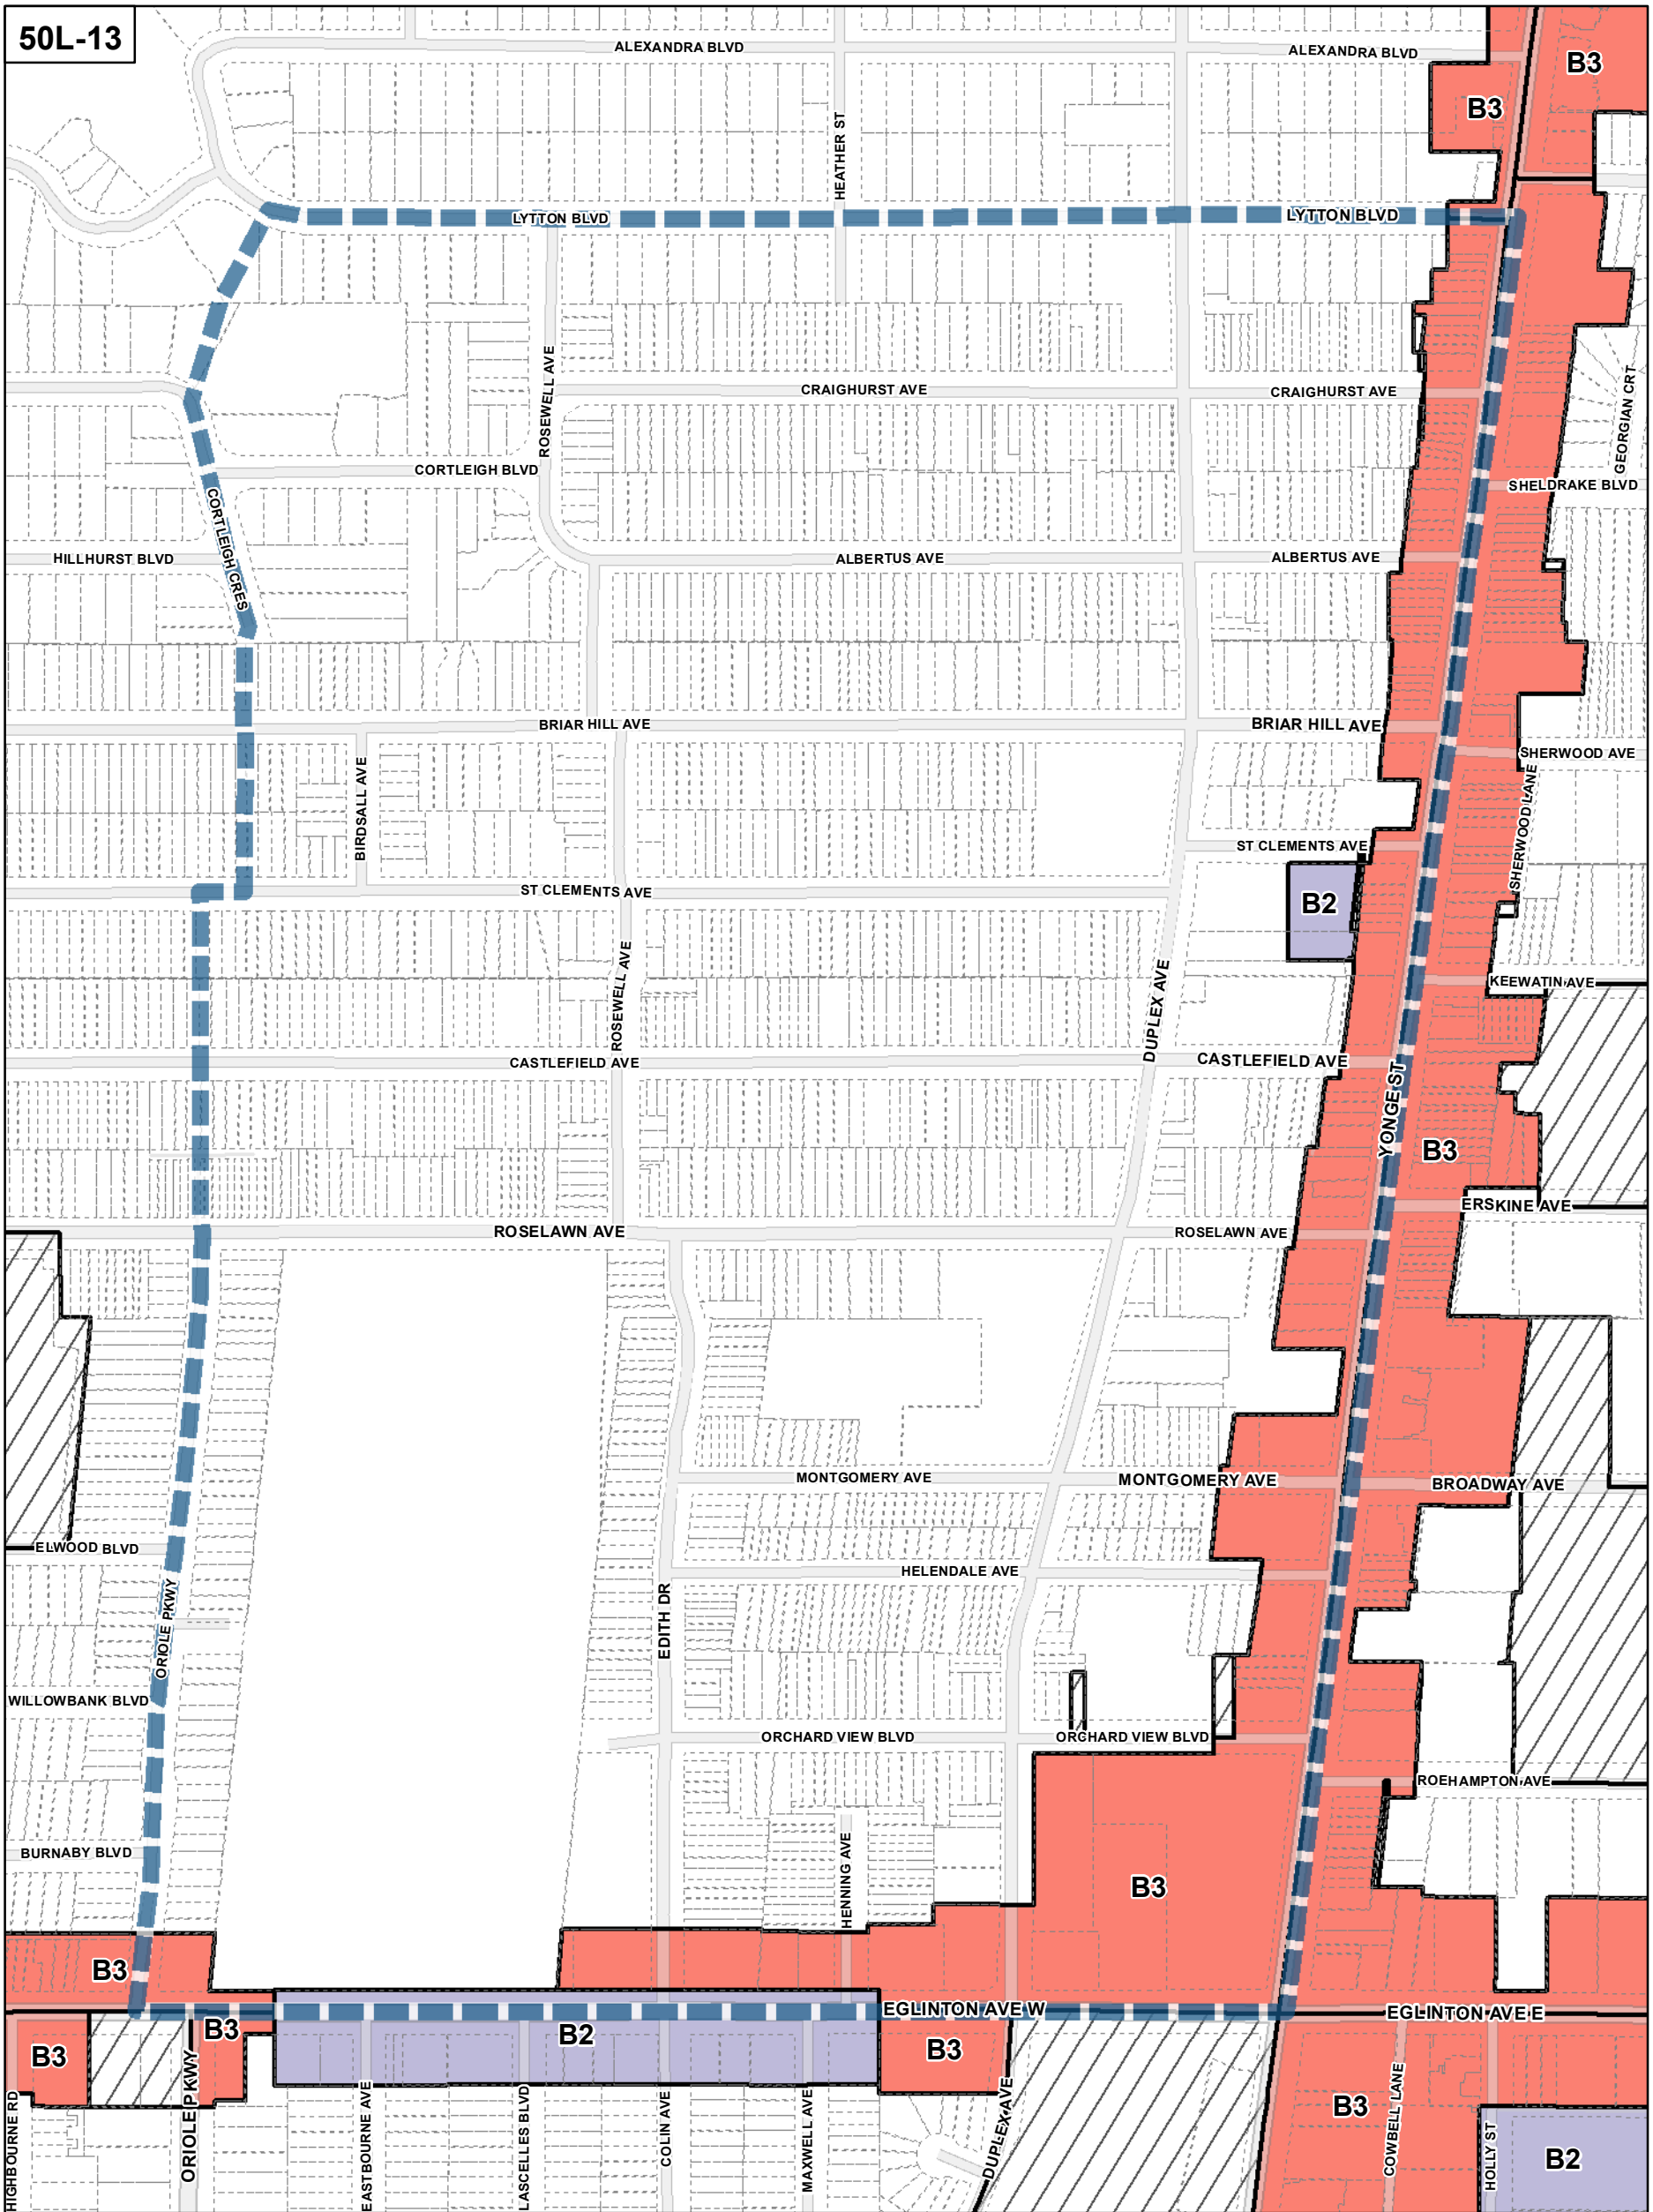 50L-13
ALEXANDRA BLVD
ALEXANDRA BLVD
B3
B3
HEATHER ST
LYTTON BLVD
LYTTON BLVD
ROSEWELL AVE
CRAIGHURST AVE
CRAIGHURST AVE
GEORGIAN CRT
CORTLEIGH BLVD
SHELDRAKE BLVD
CORTLEIGH CRES
HILLHURST BLVD
ALBERTUS AVE
ALBERTUS AVE
BRIAR HILL AVE
BRIAR HILL AVE
SHERWOOD AVE
BIRDSALL AVE
SHERWOOD LANE
ST CLEMENTS AVE
ST CLEMENTS AVE
B2
ROSEWELL AVE
DUPLEX AVE
KEEWATIN AVE
CASTLEFIELD AVE
CASTLEFIELD AVE
YONGE ST
B3
ERSKINE AVE
ROSELAWN AVE
ROSELAWN AVE
MONTGOMERY AVE
MONTGOMERY AVE
BROADWAY AVE
ELWOOD BLVD
HELENDALE AVE
ORIOLE PKWY
EDITH DR
WILLOWBANK BLVD
ORCHARD VIEW BLVD
ORCHARD VIEW BLVD
ROEHAMPTON AVE
BURNABY BLVD
HENNING AVE
B3
B3
EGLINTON AVE W
EGLINTON AVE E
B3
B3
B2
B3
ORIOLE PKWY
HIGHBOURNE RD
EASTBOURNE AVE
LASCELLES BLVD
COLIN AVE
MAXWELL AVE
DUPLEX AVE
B3
COWBELL LANE
HOLLY ST
B2